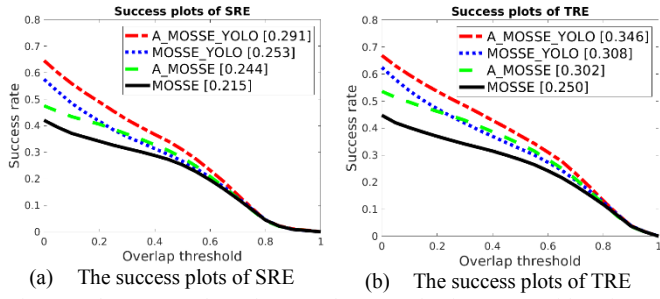 Success plots of SRE
A_MOSSE_YOLO [0.291]
MOSSE_YOLO [0.253]
A_MOSSE [0.244]
MOSSE [0.215]
Success rate
0.8
0.7
0.6
0.5
0.4
0.3
0.2
0.1
0
0 0.2 0.4 0.6 0.8 1
Overlap threshold
(a) The success plots of SRE
Success plots of TRE
A_MOSSE_YOLO [0.346]
MOSSE_YOLO [0.308]
A_MOSSE [0.302]
MOSSE [0.250]
Success rate
0.8
0.7
0.6
0.5
0.4
0.3
0.2
0.1
0
0 0.2 0.4 0.6 0.8 1
Overlap threshold
(b) The success plots of TRE